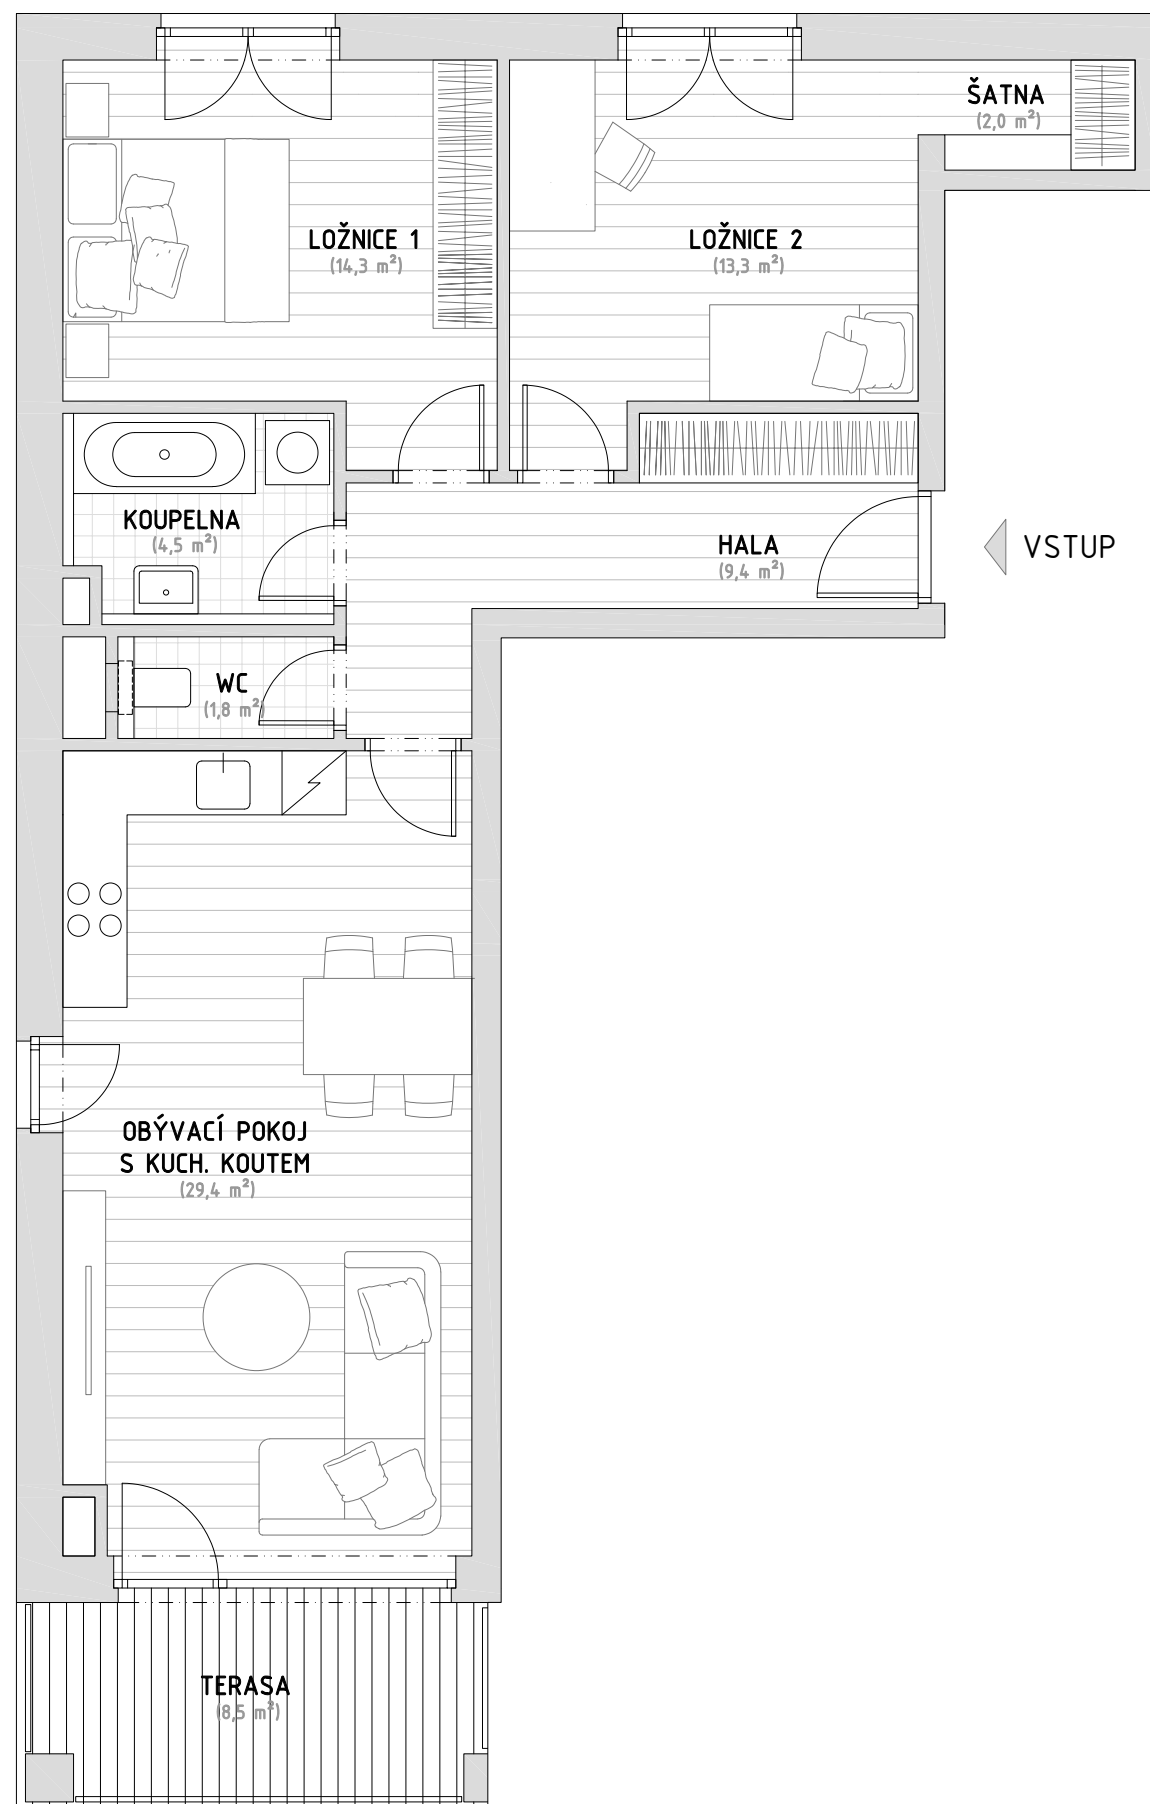 ŠATNA
(2,0 m²)
LOŽNICE 1
(14,3 m²)
LOŽNICE 2
(13,3 m²)
KOUPELNA
(4,5 m²)
HALA
(9,4 m²)
VSTUP
WC
(1,8 m²)
OBÝVACÍ POKOJ
S KUCH. KOUTEM
(29,4 m²)
TERASA
(8,5 m²)